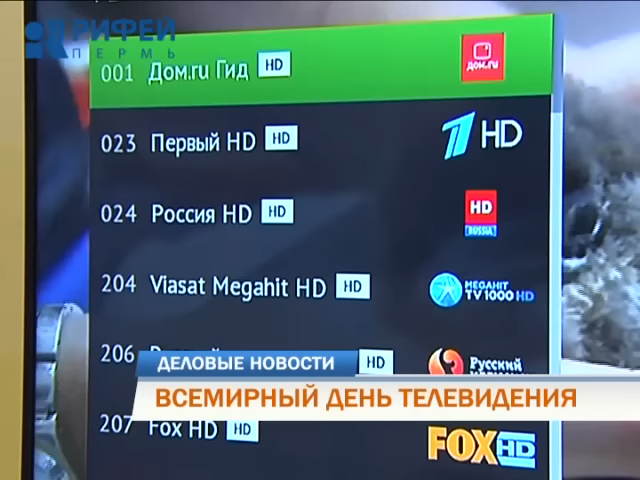 РИФЕЙ
ПЕРМЬ
001 Дом.ru Гид HD
ДОМ.RU
023 Первый HD HD
HD
024 Россия HD HD
HD
RUSSIA
204 Viasat Megahit HD HD
MEGAHIT
TV1000 HD
206 HD
Русский
ДЕЛОВЫЕ НОВОСТИ
ВСЕМИРНЫЙ ДЕНЬ ТЕЛЕВИДЕНИЯ
207 Fox HD HD
FOX HD